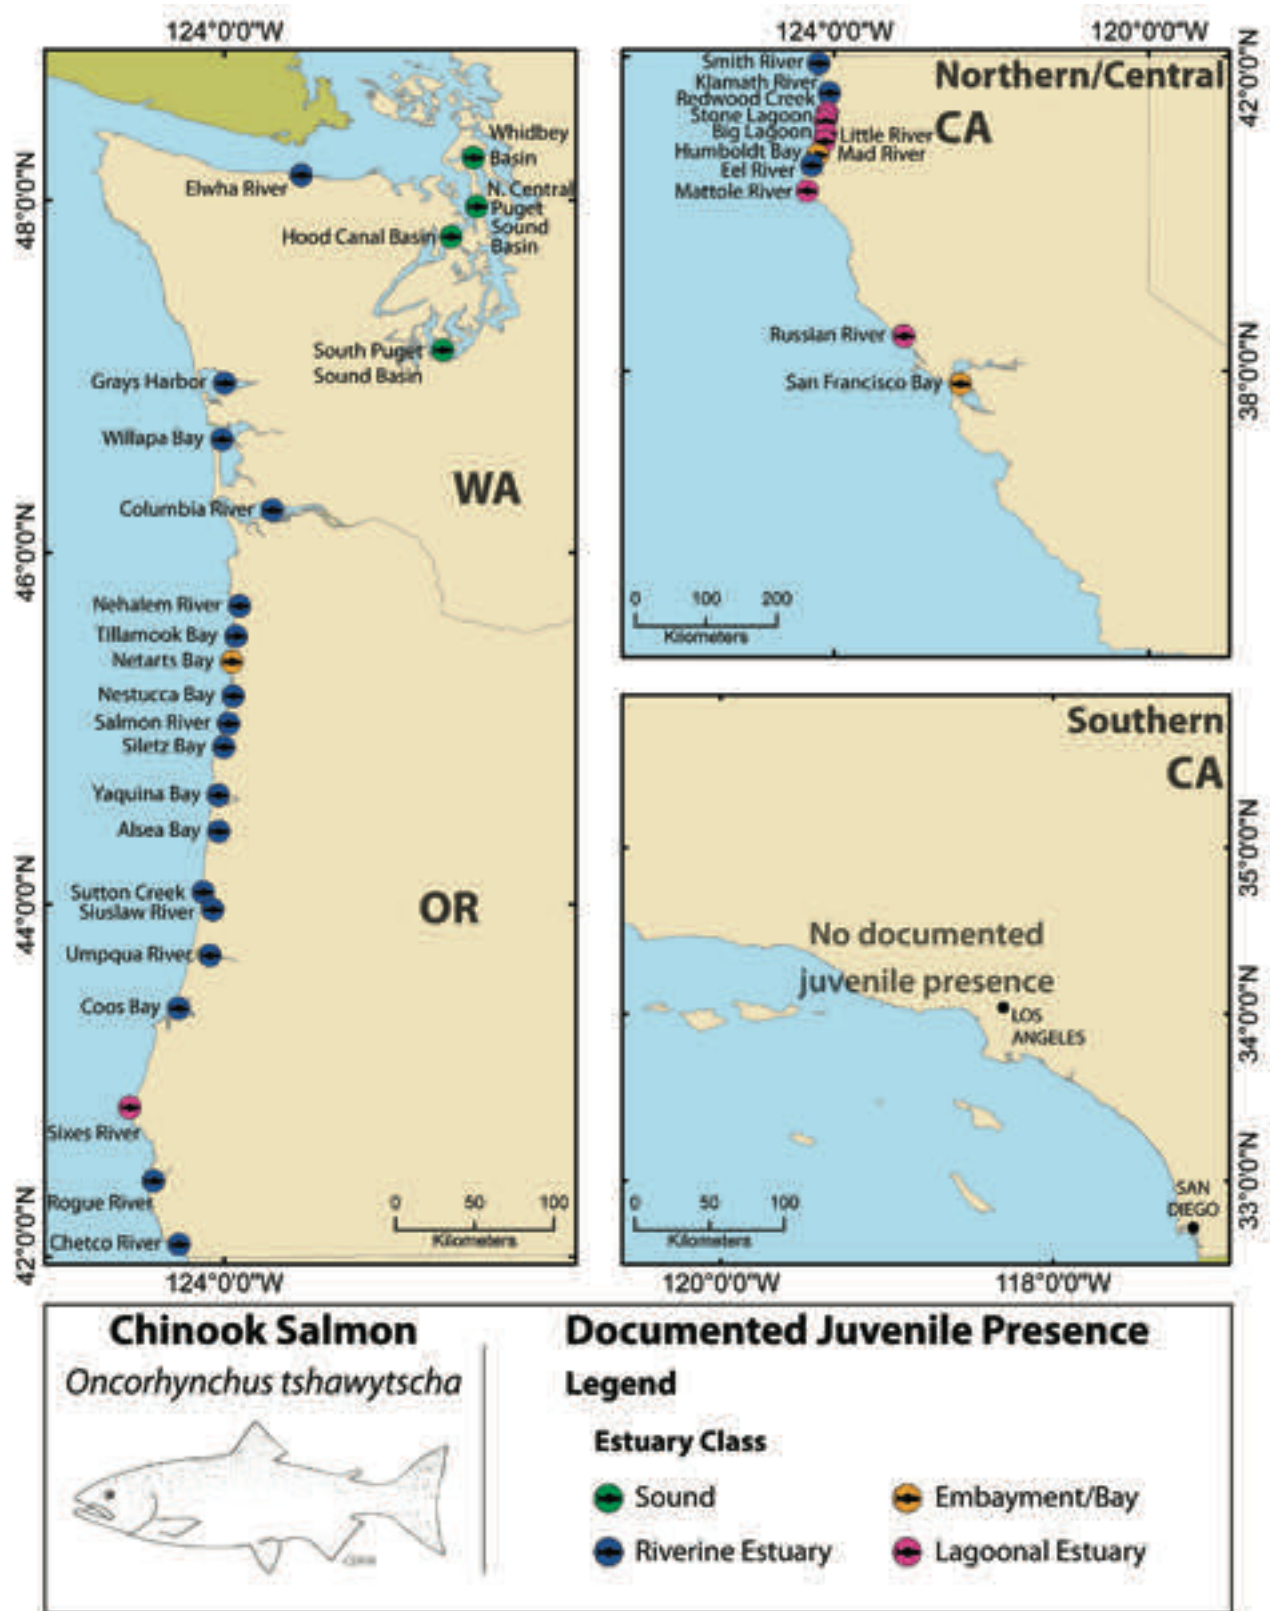 124°0'0"W
48°0'0"N
46°0'0"N
44°0'0"N
42°0'0"N
Whidbey
Basin
Elwha River
N. Central
Puget
Sound
Basin
Hood Canal Basin
South Puget
Sound Basin
Grays Harbor
Willapa Bay
WA
Columbia River
Nehalem River
Tillamook Bay
Netarts Bay
Nestucca Bay
Salmon River
Siletz Bay
Yaquina Bay
Alsea Bay
Sutton Creek
Siuslaw River
OR
Umpqua River
Coos Bay
Sixes River
Rogue River
Chetco River
0 50 100
Kilometers
124°0'0"W
124°0'0"W 120°0'0"W
Northern/Central
CA
Smith River
Klamath River
Redwood Creek
Stone Lagoon
Big Lagoon
Little River
Humboldt Bay
Mad River
Eel River
Mattole River
Russian River
San Francisco Bay
42°0'0"N
38°0'0"N
0 100 200
Kilometers
Southern
CA
No documented
juvenile presence
LOS
ANGELES
SAN
DIEGO
35°0'0"N
34°0'0"N
33°0'0"N
0 50 100
Kilometers
120°0'0"W 118°0'0"W
Chinook Salmon
Oncorhynchus tshawytscha
Documented Juvenile Presence
Legend
Estuary Class
Sound
Embayment/Bay
Riverine Estuary
Lagoonal Estuary